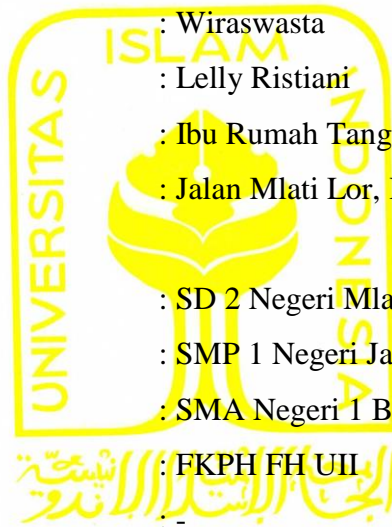 : Wiraswasta
ISLAM
: Lelly Ristiani
: Ibu Rumah Tang
: Jalan Mlati Lor,
UNIVERSITAS
INDONESIA
: SD 2 Negeri Mla
: SMP 1 Negeri Ja
: SMA Negeri 1 B
: FKPH FH UII
: -